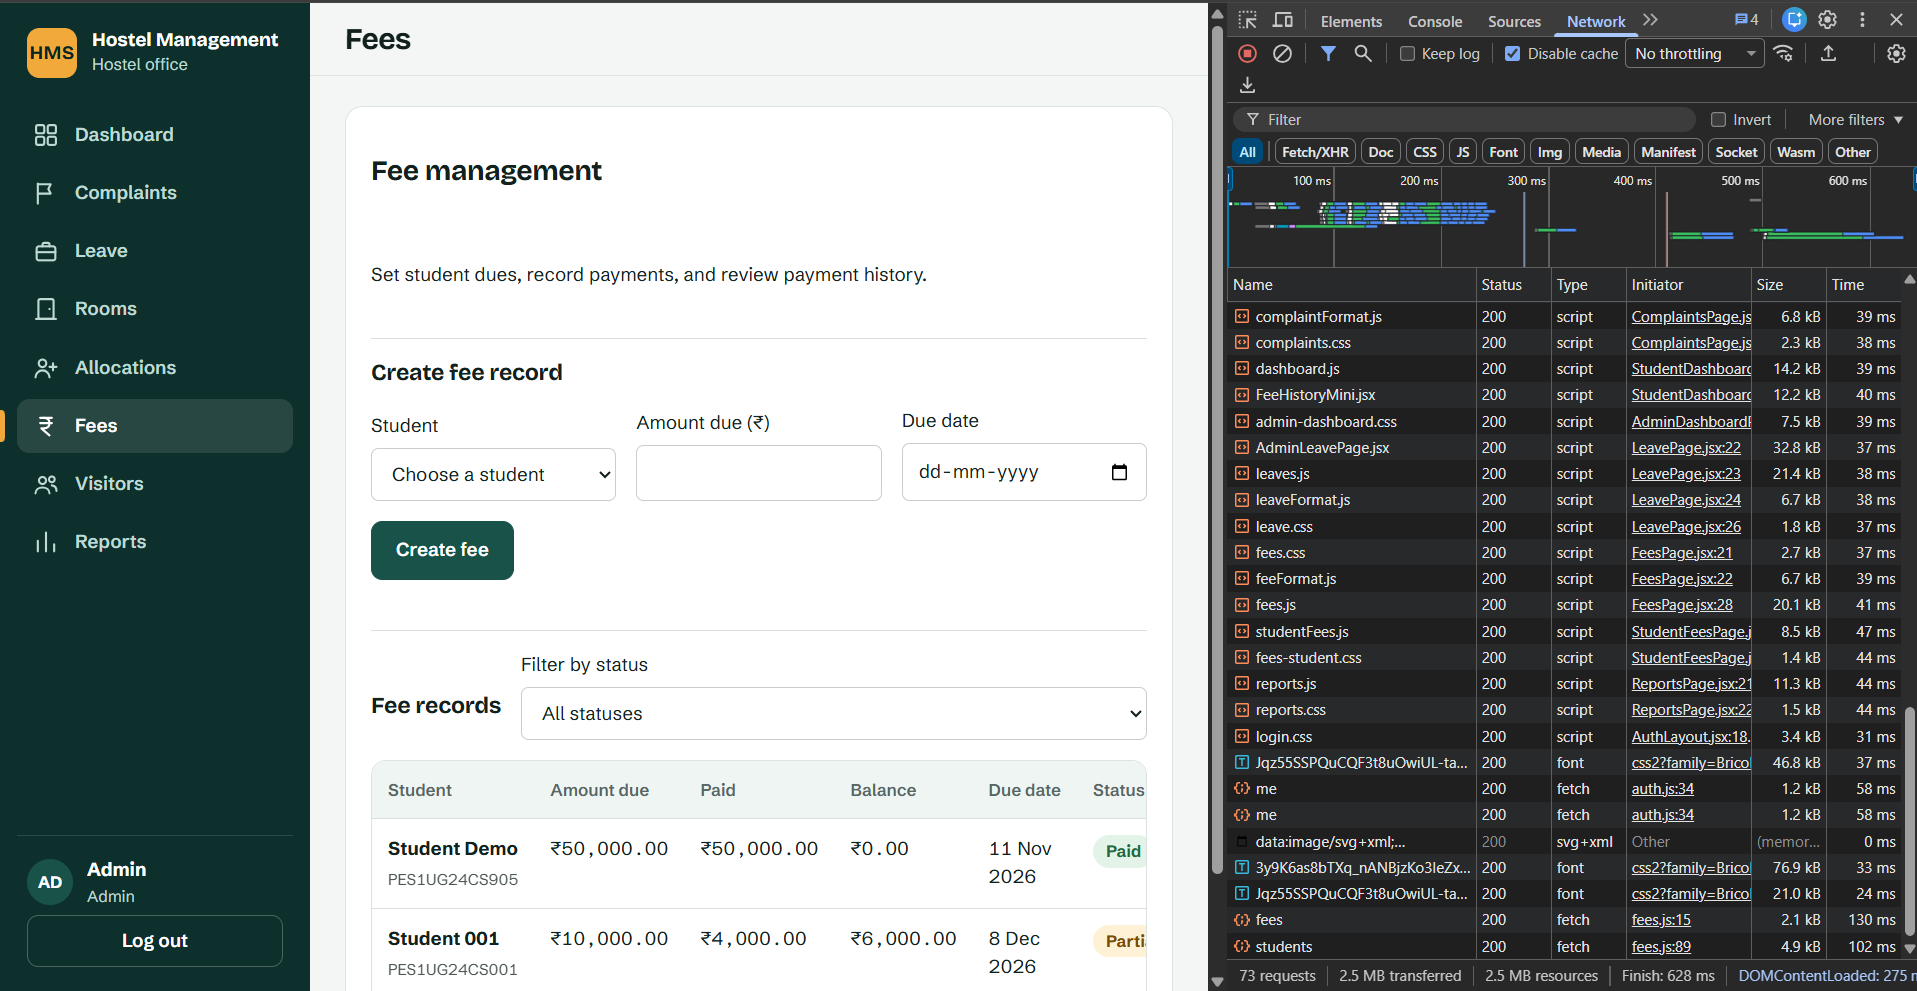 HMS
Hostel Management
Hostel office
Dashboard
Complaints
Leave
Rooms
Allocations
Fees
Visitors
Reports
AD
Admin
Admin
Log out
Fees
Fee management
Set student dues, record payments, and review payment history.
Create fee record
Student
Amount due (₹)
Due date
Choose a student
dd-mm-yyyy
Create fee
Filter by status
Fee records
All statuses
Student Amount due Paid Balance Due date Status
Student Demo ₹50,000.00 ₹50,000.00 ₹0.00 11 Nov 2026 Paid
PES1UG24CS905
Student 001 ₹10,000.00 ₹4,000.00 ₹6,000.00 8 Dec 2026 Parti
PES1UG24CS001
Elements Console Sources Network 4
Keep log Disable cache No throttling
Filter Invert More filters
All Fetch/XHR Doc CSS JS Font Img Media Manifest Socket Wasm Other
100 ms 200 ms 300 ms 400 ms 500 ms 600 ms
Name Status Type Initiator Size Time
complaintFormat.js 200 script ComplaintsPage.js 6.8 kB 39 ms
complaints.css 200 script ComplaintsPage.js 2.3 kB 38 ms
dashboard.js 200 script StudentDashboard 14.2 kB 39 ms
FeeHistoryMini.jsx 200 script StudentDashboard 12.2 kB 40 ms
admin-dashboard.css 200 script AdminDashboardP 7.5 kB 39 ms
AdminLeavePage.jsx 200 script LeavePage.jsx:22 32.8 kB 37 ms
leaves.js 200 script LeavePage.jsx:23 21.4 kB 38 ms
leaveFormat.js 200 script LeavePage.jsx:24 6.7 kB 38 ms
leave.css 200 script LeavePage.jsx:26 1.8 kB 37 ms
fees.css 200 script FeesPage.jsx:21 2.7 kB 37 ms
feeFormat.js 200 script FeesPage.jsx:22 6.7 kB 39 ms
fees.js 200 script FeesPage.jsx:28 20.1 kB 41 ms
studentFees.js 200 script StudentFeesPage.j 8.5 kB 47 ms
fees-student.css 200 script StudentFeesPage.j 1.4 kB 44 ms
reports.js 200 script ReportsPage.jsx:21 11.3 kB 44 ms
reports.css 200 script ReportsPage.jsx:22 1.5 kB 44 ms
login.css 200 script AuthLayout.jsx:18. 3.4 kB 31 ms
Jqz55SSPQuCQF3t8uOwiUL-ta... 200 font css2?family=Bricol 46.8 kB 37 ms
me 200 fetch auth.js:34 1.2 kB 58 ms
me 200 fetch auth.js:34 1.2 kB 58 ms
data:image/svg+xml;... 200 svg+xml Other (memor... 0 ms
3y9K6as8bTXq_nANBjzKo3IeZx... 200 font css2?family=Bricol 76.9 kB 33 ms
Jqz55SSPQuCQF3t8uOwiUL-ta... 200 font css2?family=Bricol 21.0 kB 24 ms
fees 200 fetch fees.js:15 2.1 kB 130 ms
students 200 fetch fees.js:89 4.9 kB 102 ms
73 requests 2.5 MB transferred 2.5 MB resources Finish: 628 ms DOMContentLoaded: 275 m